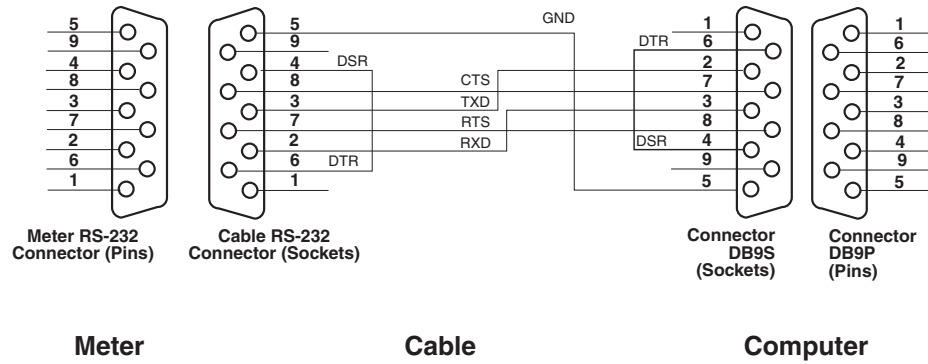 5
9
4
8
3
7
2
6
1
Meter RS-232
Connector (Pins)
5
9
4
8
3
7
2
6
1
DSR
DTR
Cable RS-232
Connector (Sockets)
GND
CTS
TXD
RTS
RXD
1
6
2
7
3
8
4
9
5
DTR
DSR
Connector
DB9S
(Sockets)
1
6
2
7
3
8
4
9
5
Connector
DB9P
(Pins)
Meter
Cable
Computer